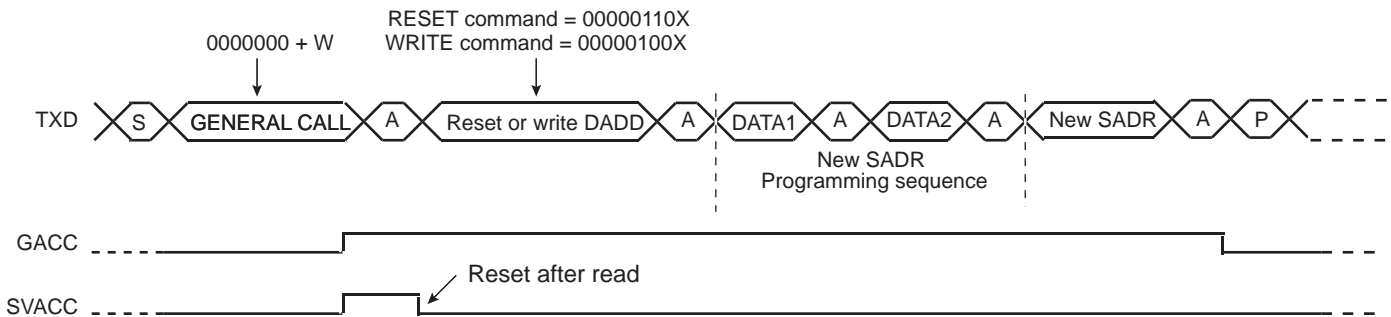 RESET command = 00000110X
0000000 + W WRITE command = 00000100X
TXD S GENERAL CALL A Reset or write DADD A DATA1 A DATA2 A New SADR A P
New SADR
Programming sequence
GACC
Reset after read
SVACC